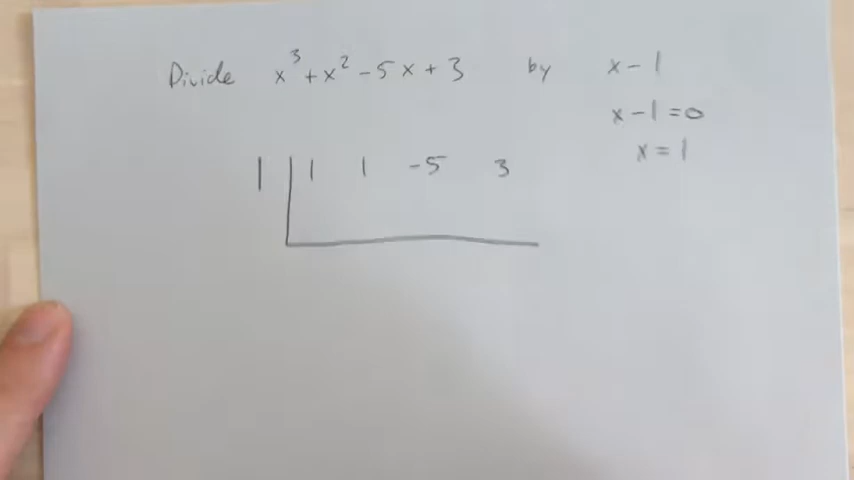 Divide x³ + x² - 5x + 3 by x - 1
x - 1 = 0
x = 1
1 | 1 1 -5 3